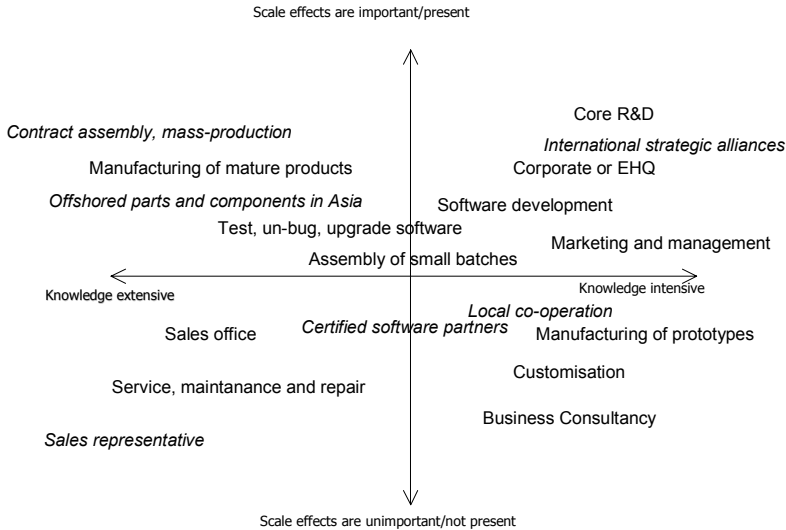 Scale effects are important/present
Core R&D
Contract assembly, mass-production
International strategic alliances
Manufacturing of mature products
Corporate or EHQ
Offshored parts and components in Asia
Software development
Test, un-bug, upgrade software
Marketing and management
Assembly of small batches
Knowledge extensive
Knowledge intensive
Local co-operation
Certified software partners
Sales office
Manufacturing of prototypes
Customisation
Service, maintanance and repair
Business Consultancy
Sales representative
Scale effects are unimportant/not present